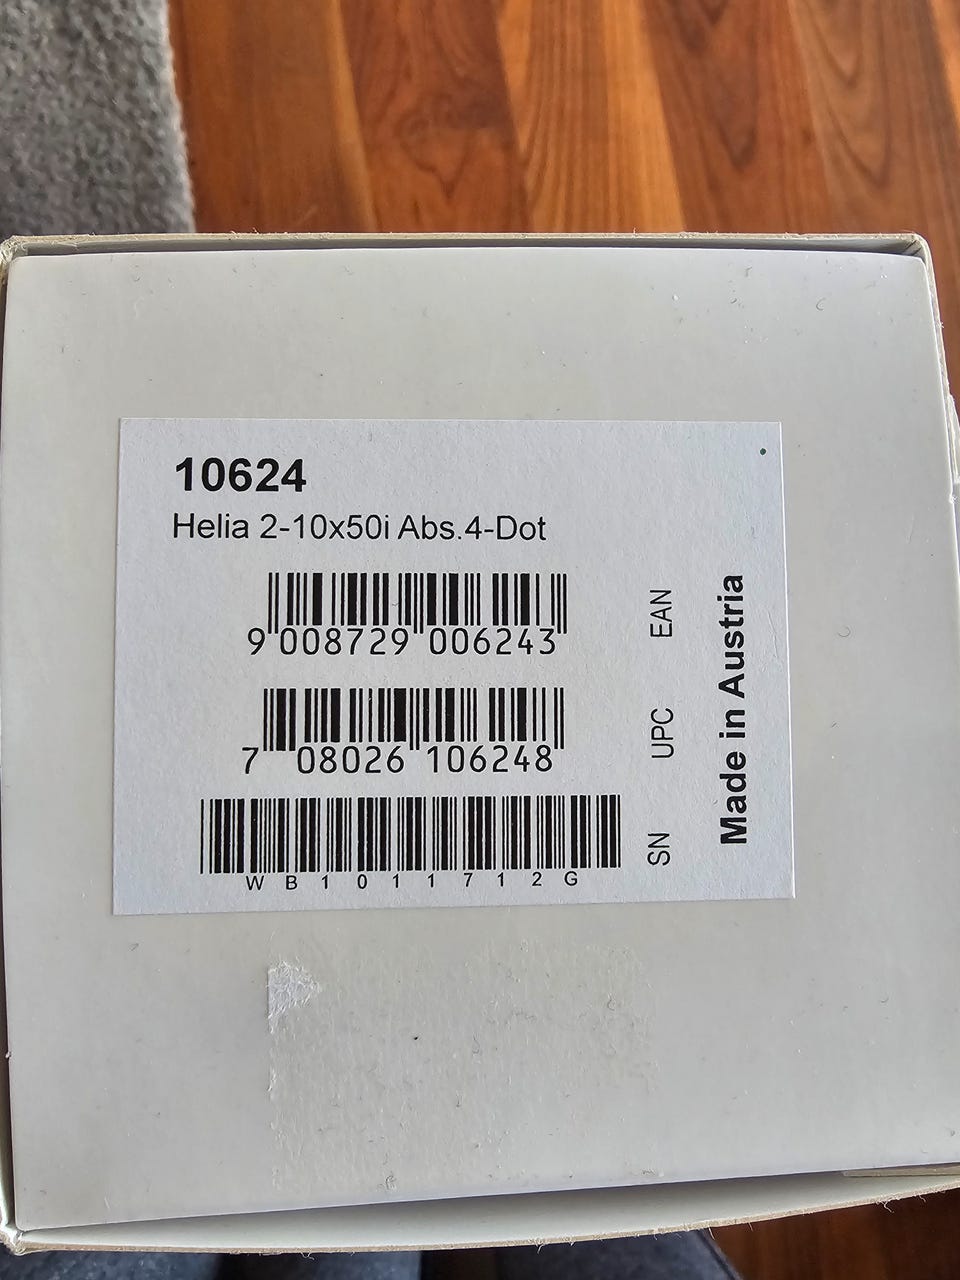 10624
Helia 2-10x50i Abs.4-Dot
9 008729 006243
EAN
7 08026 106248
UPC
WB1011712G
SN
Made in Austria